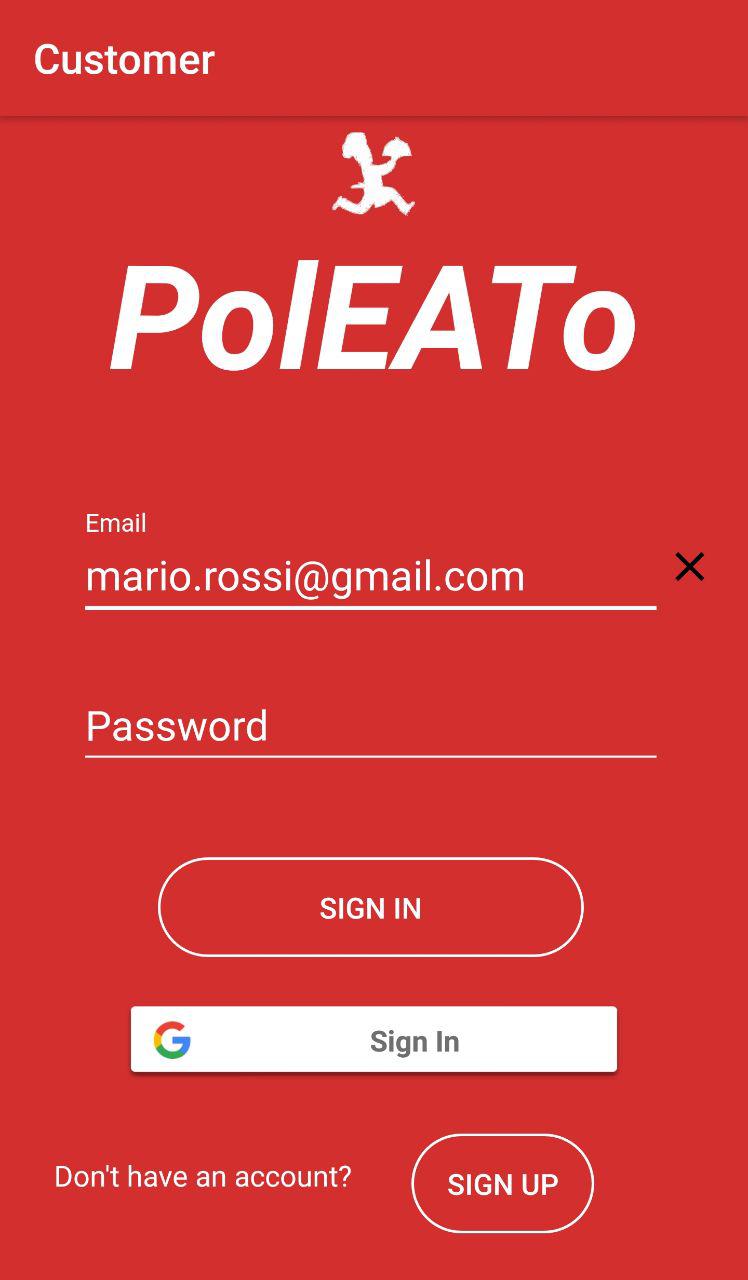 Customer
PolEATo
Email
mario.rossi@gmail.com
Password
SIGN IN
Sign In
Don't have an account?
SIGN UP